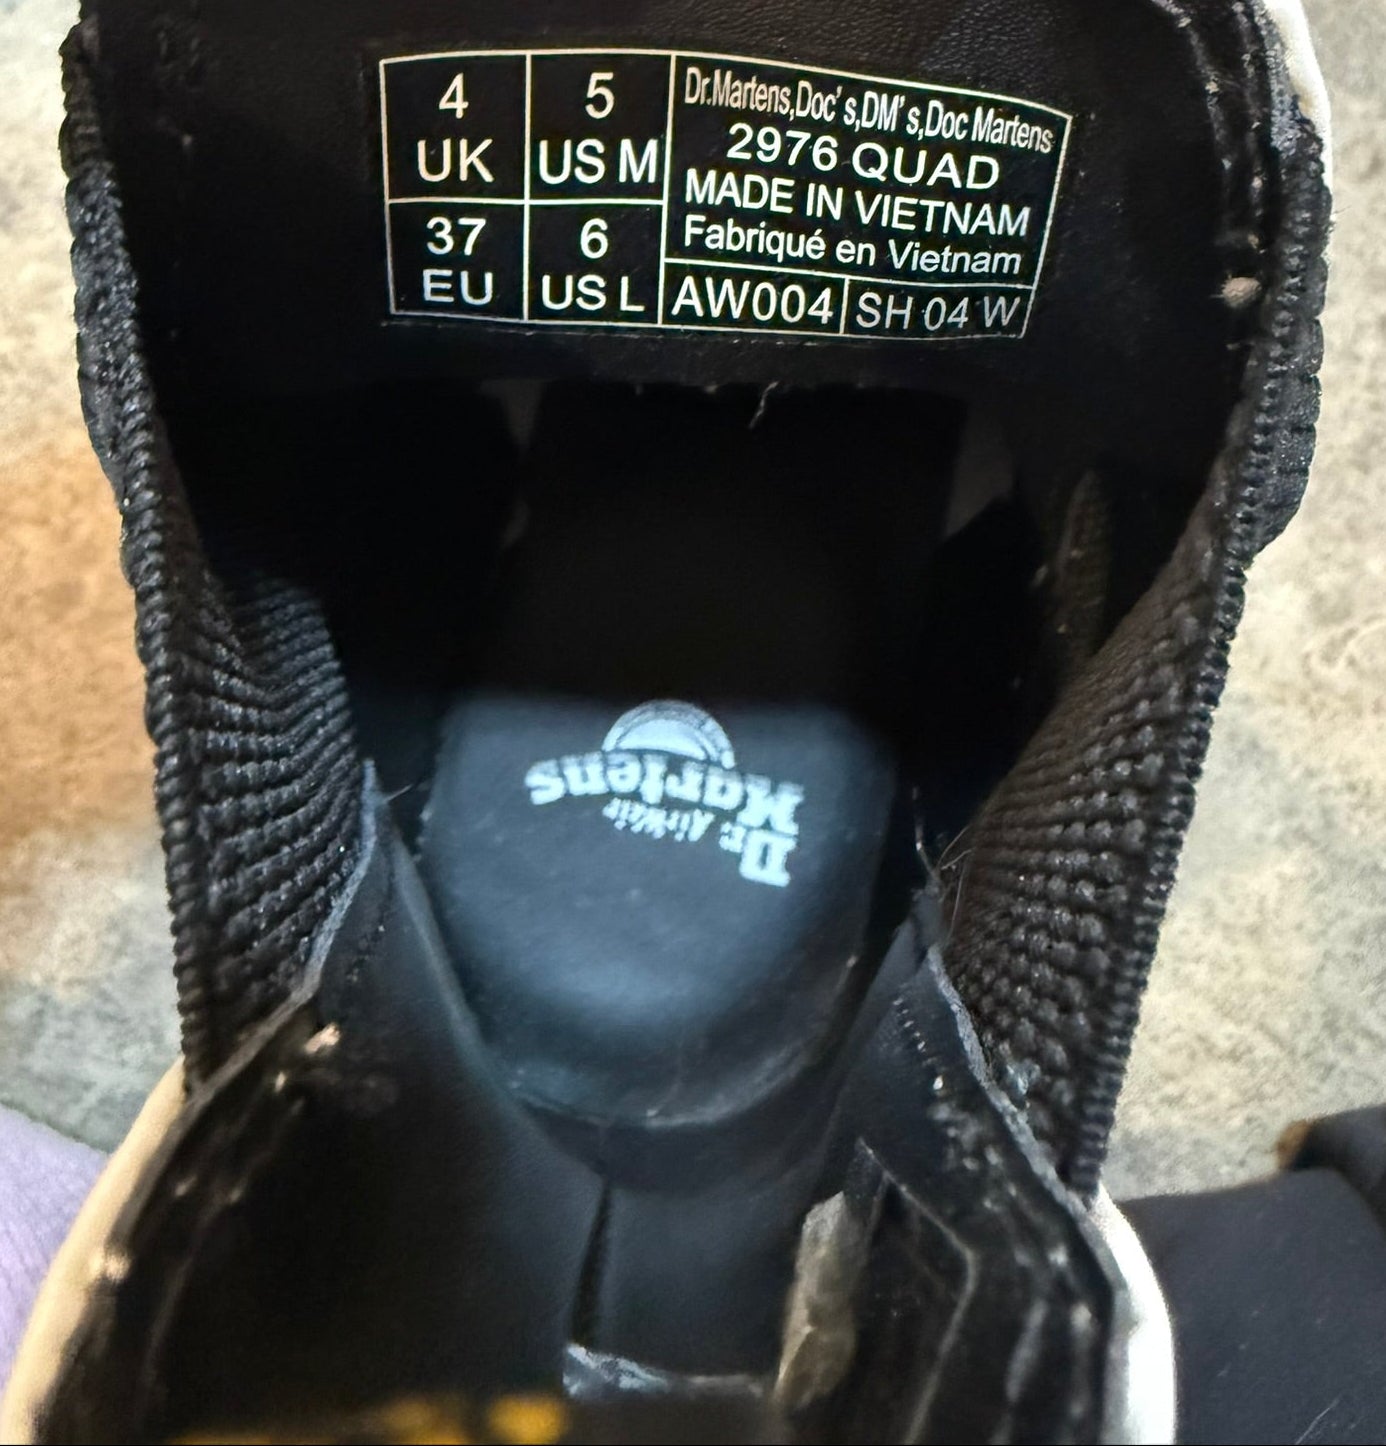 4
UK
5
US M
37
EU
6
US L
Dr.Martens,Doc's,DM's,Doc Martens
2976 QUAD
MADE IN VIETNAM
Fabriqué en Vietnam
AW004
SH 04 W
Dr. AirWair
Martens